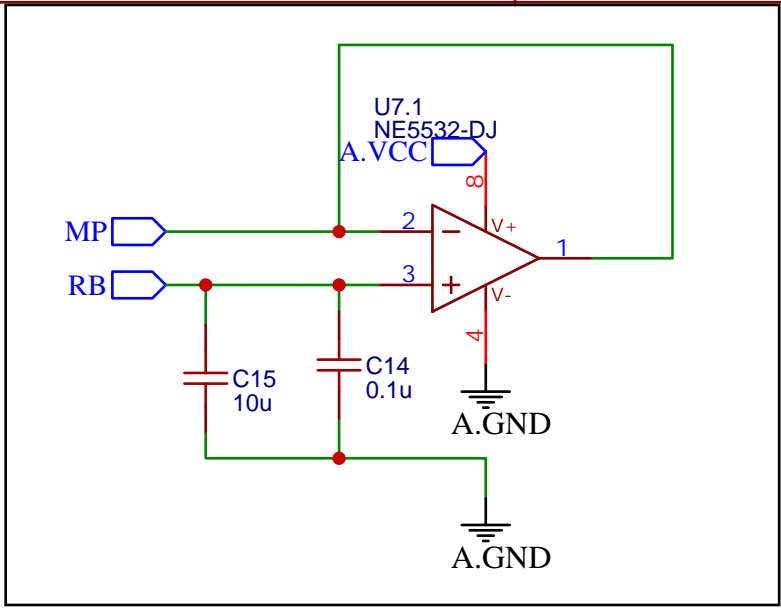 U7.1
NE5532-DJ
A.VCC
8
MP
2
V+
1
RB
3
V-
4
C15
10u
C14
0.1u
A.GND
A.GND